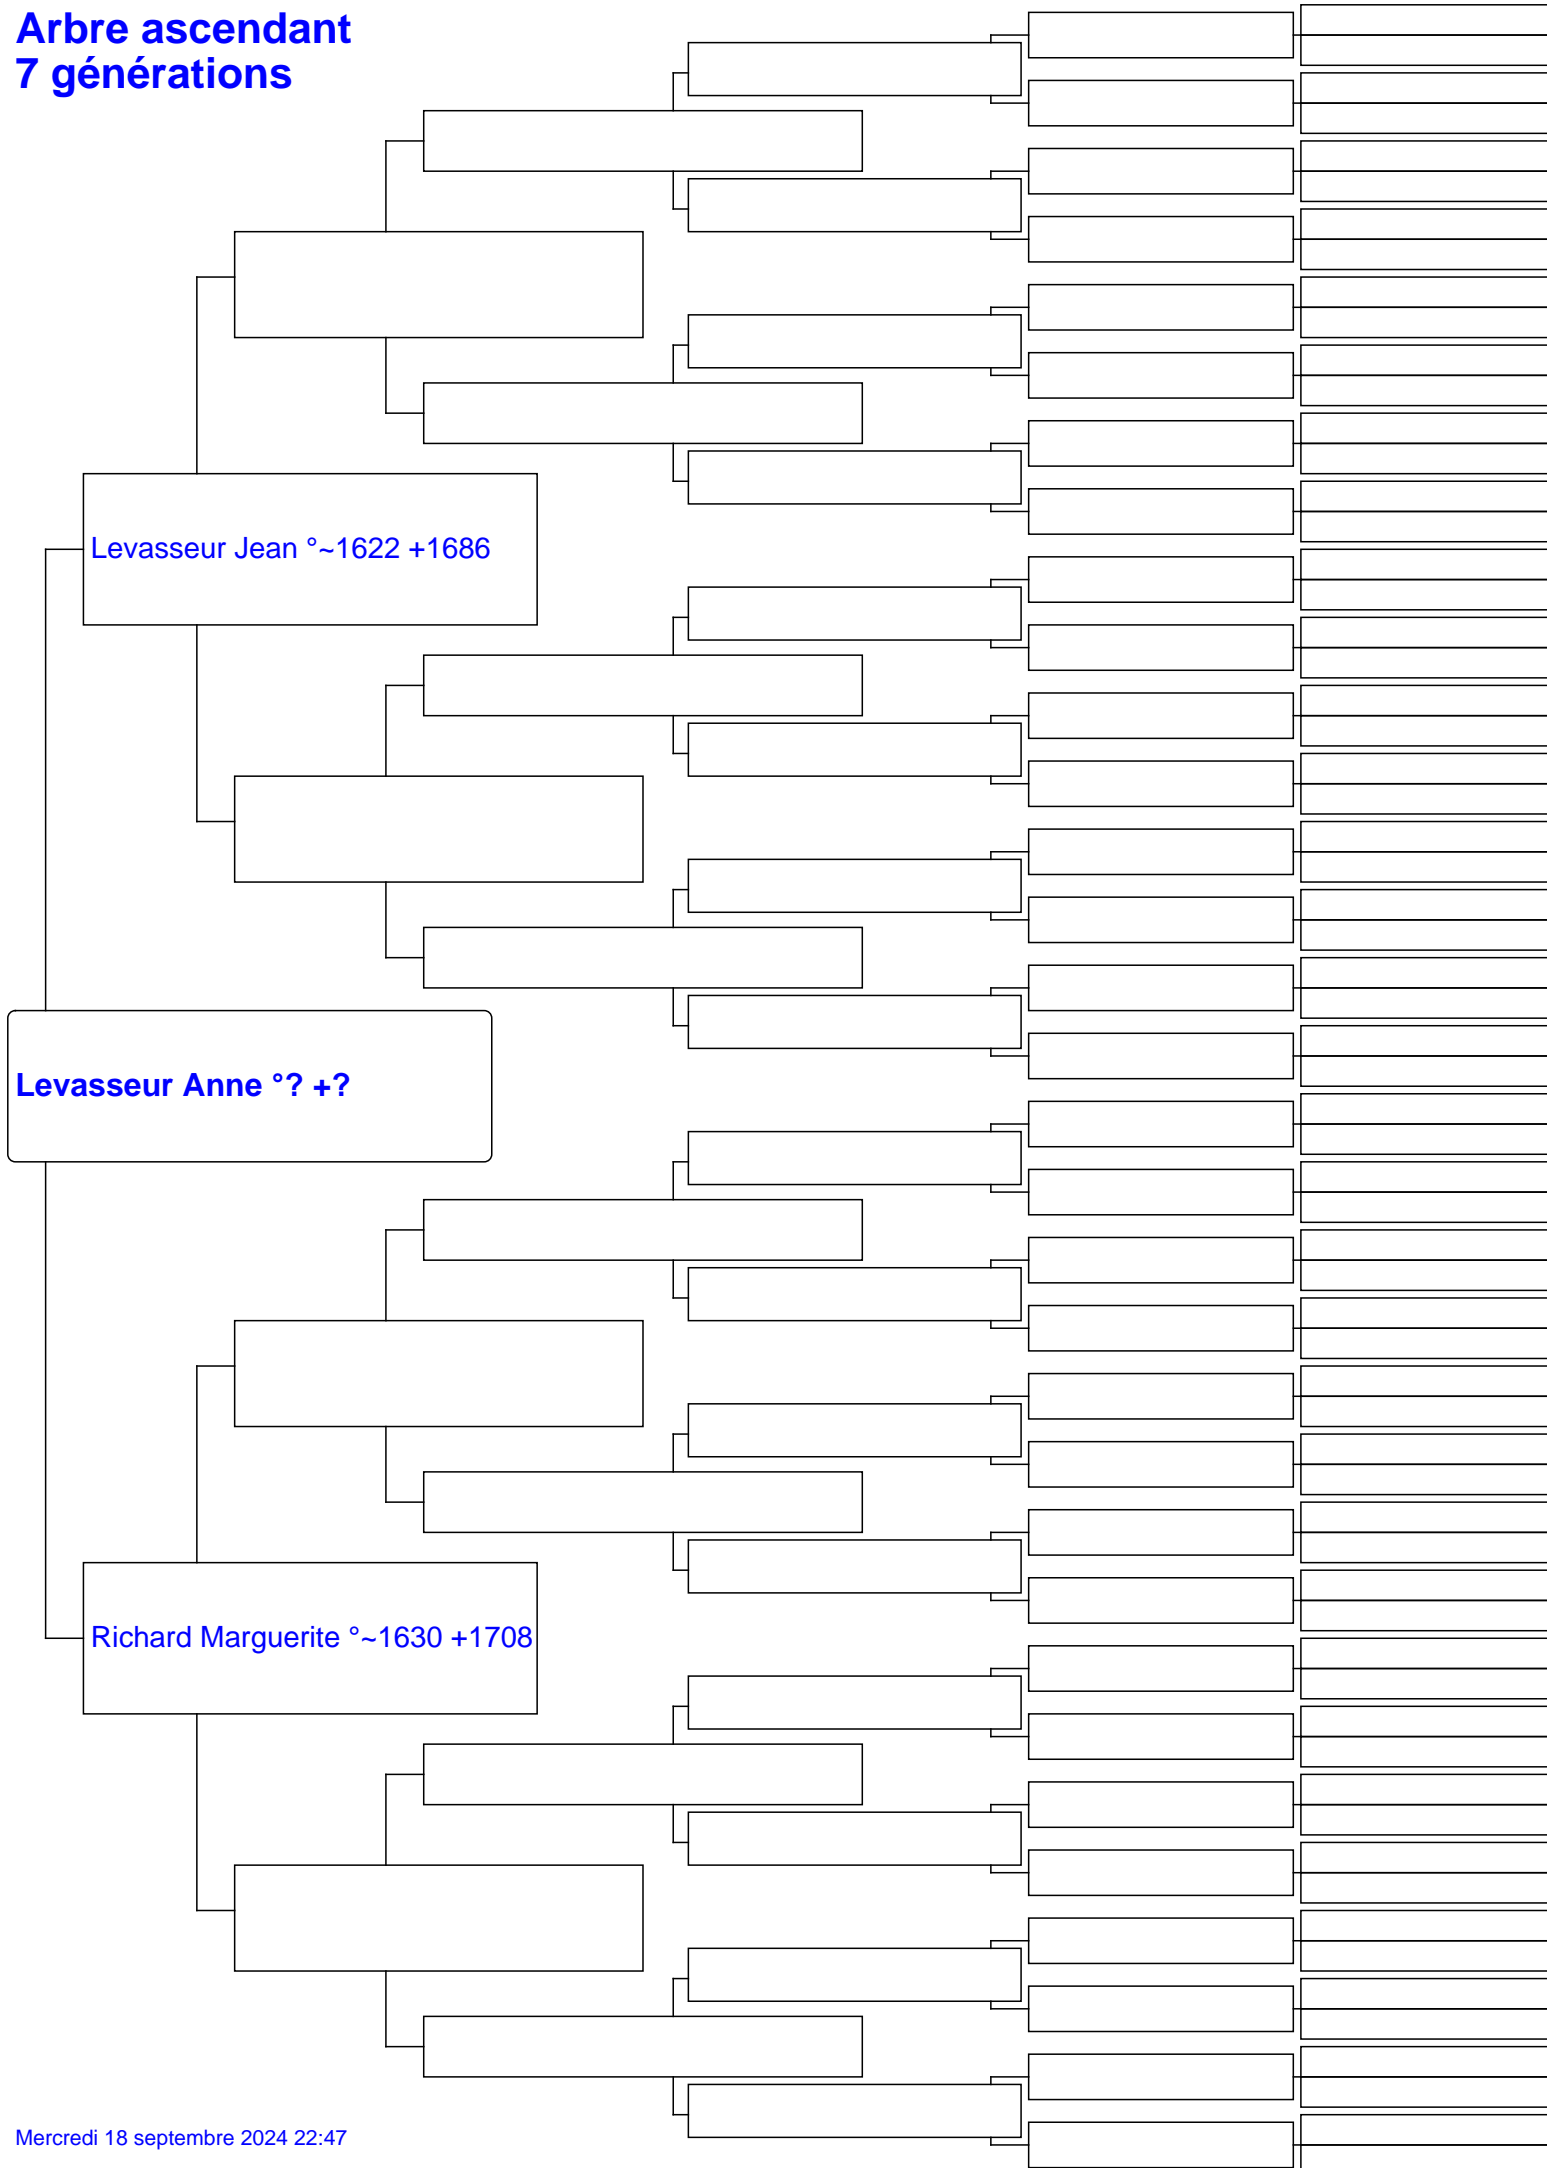 Arbre ascendant
7 générations
Levasseur Jean °~1622 +1686
Levasseur Anne °? +?
Richard Marguerite °~1630 +1708
Mercredi 18 septembre 2024 22:47